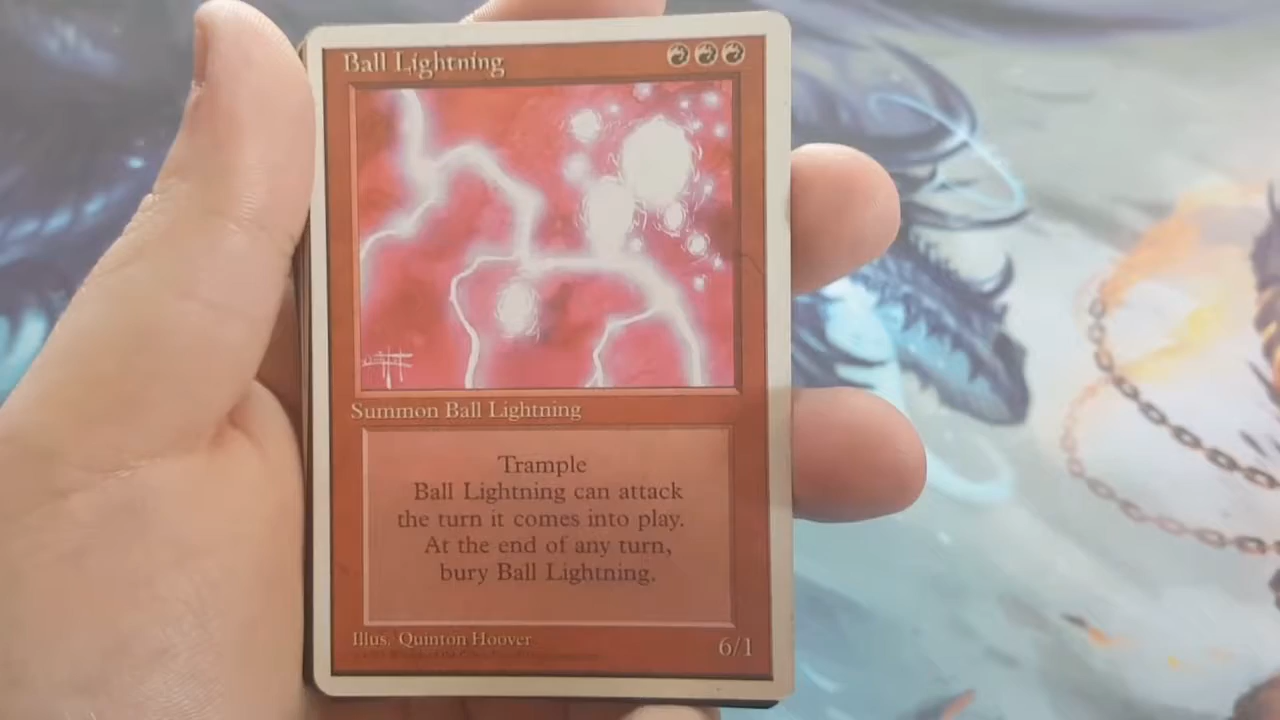 Ball Lightning
Summon Ball Lightning
Trample
Ball Lightning can attack
the turn it comes into play.
At the end of any turn,
bury Ball Lightning.
Illus. Quinton Hoover
6/1